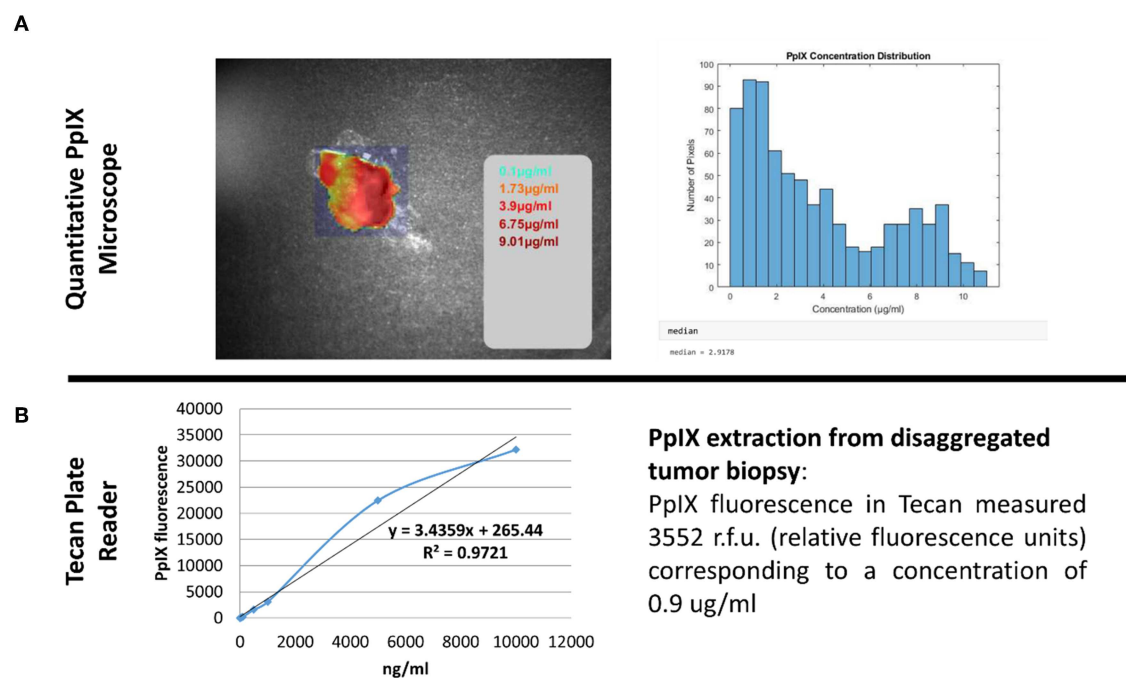 A
Quantitative PpIX
Microscope
0.1µg/ml
1.73µg/ml
3.9µg/ml
6.75µg/ml
9.01µg/ml
PpIX Concentration Distribution
100
90
80
70
60
50
40
30
20
10
0
Number of Pixels
0 2 4 6 8 10
Concentration (µg/ml)
median
median = 2.9178
B
Tecan Plate
Reader
PpIX fluorescence
40000
35000
30000
25000
20000
15000
10000
5000
0
y = 3.4359x + 265.44
R² = 0.9721
0 2000 4000 6000 8000 10000 12000
ng/ml
PpIX extraction from disaggregated
tumor biopsy:
PpIX fluorescence in Tecan measured
3552 r.f.u. (relative fluorescence units)
corresponding to a concentration of
0.9 ug/ml